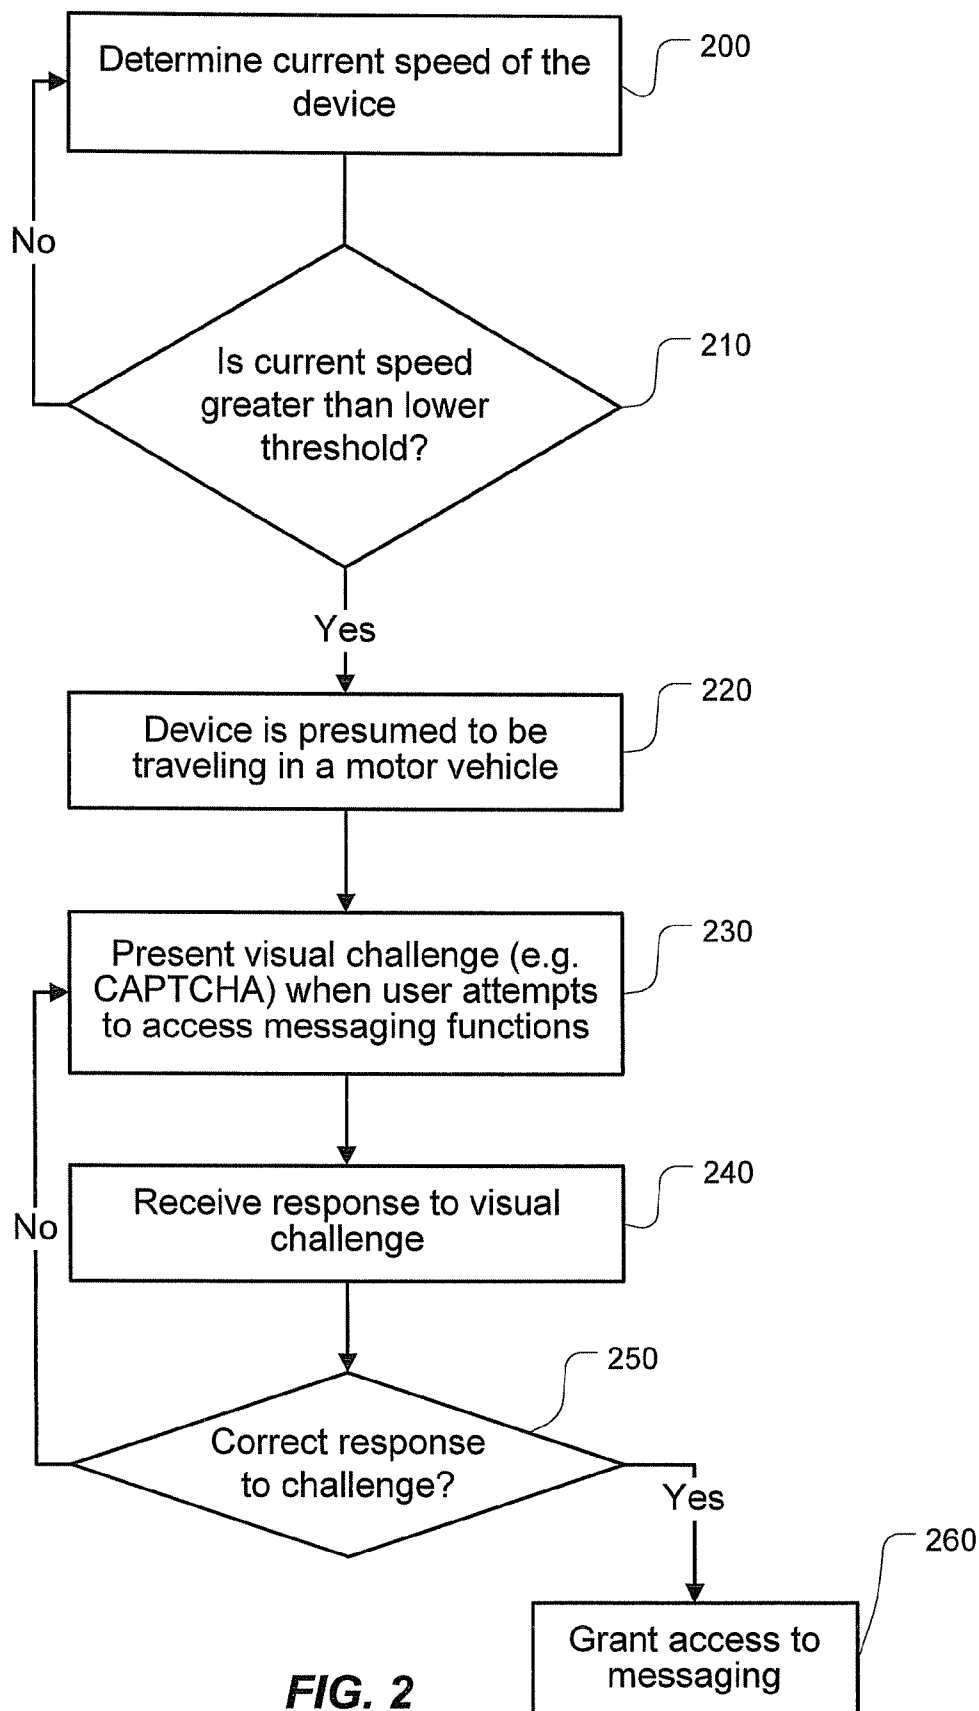 Determine current speed of the
device
200
No
Is current speed
greater than lower
threshold?
210
Yes
Device is presumed to be
traveling in a motor vehicle
220
Present visual challenge (e.g.
CAPTCHA) when user attempts
to access messaging functions
230
Receive response to visual
challenge
240
No
Correct response
to challenge?
250
Yes
Grant access to
messaging
260
FIG. 2